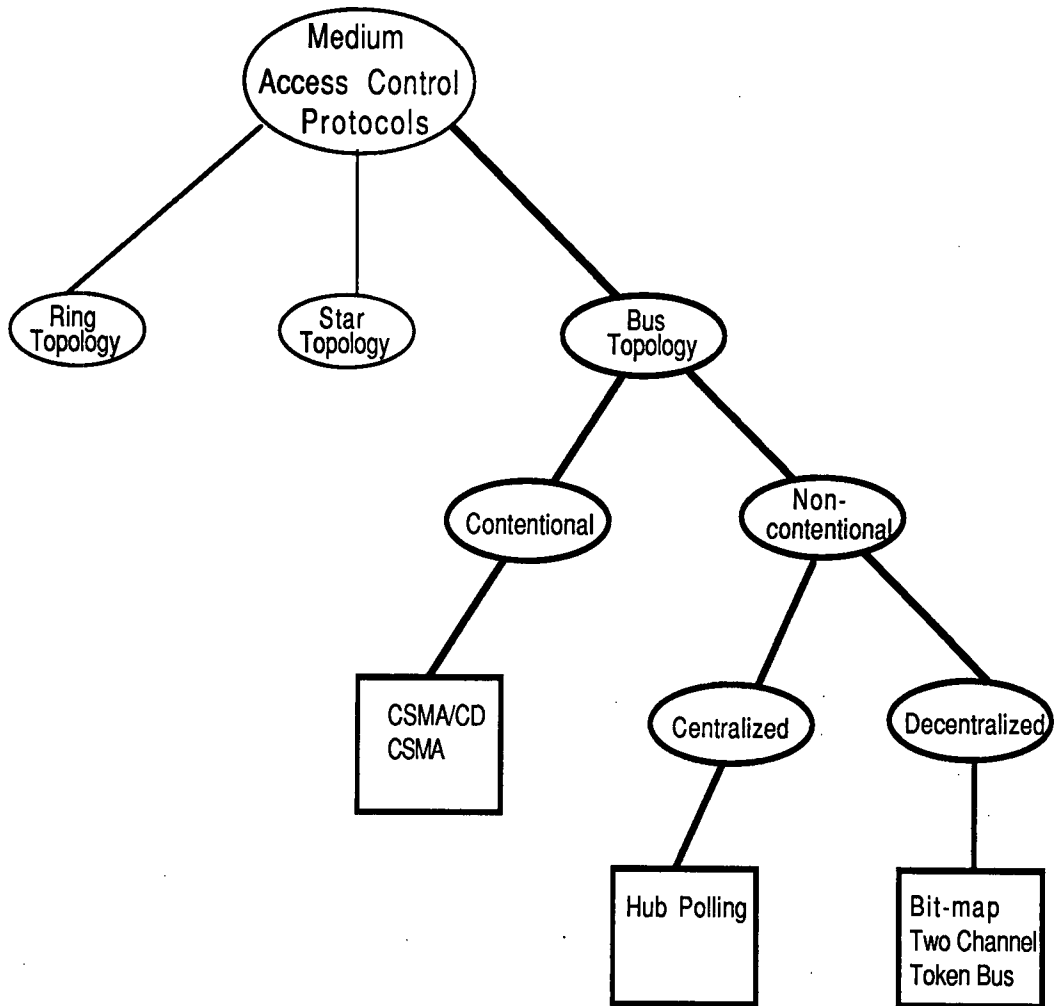 Medium
Access Control
Protocols
Ring
Topology
Star
Topology
Bus
Topology
Contentional
Non-
contentional
CSMA/CD
CSMA
Centralized
Decentralized
Hub Polling
Bit-map
Two Channel
Token Bus